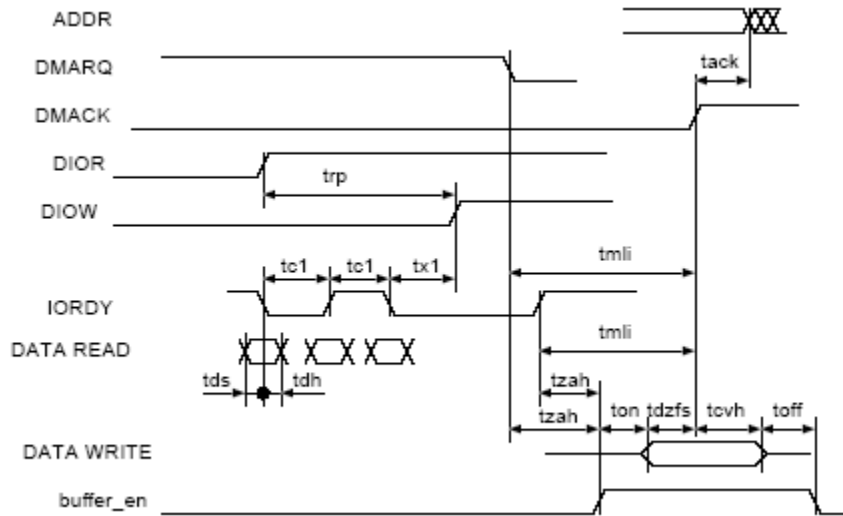 ADDR
DMARQ
tack
DMACK
DIOR
trp
DIOW
tc1 tc1 tx1 tmli
IORDY
DATA READ tmli
tds tdh tzah
tzah ton tdzfs tcvh toff
DATA WRITE
buffer_en